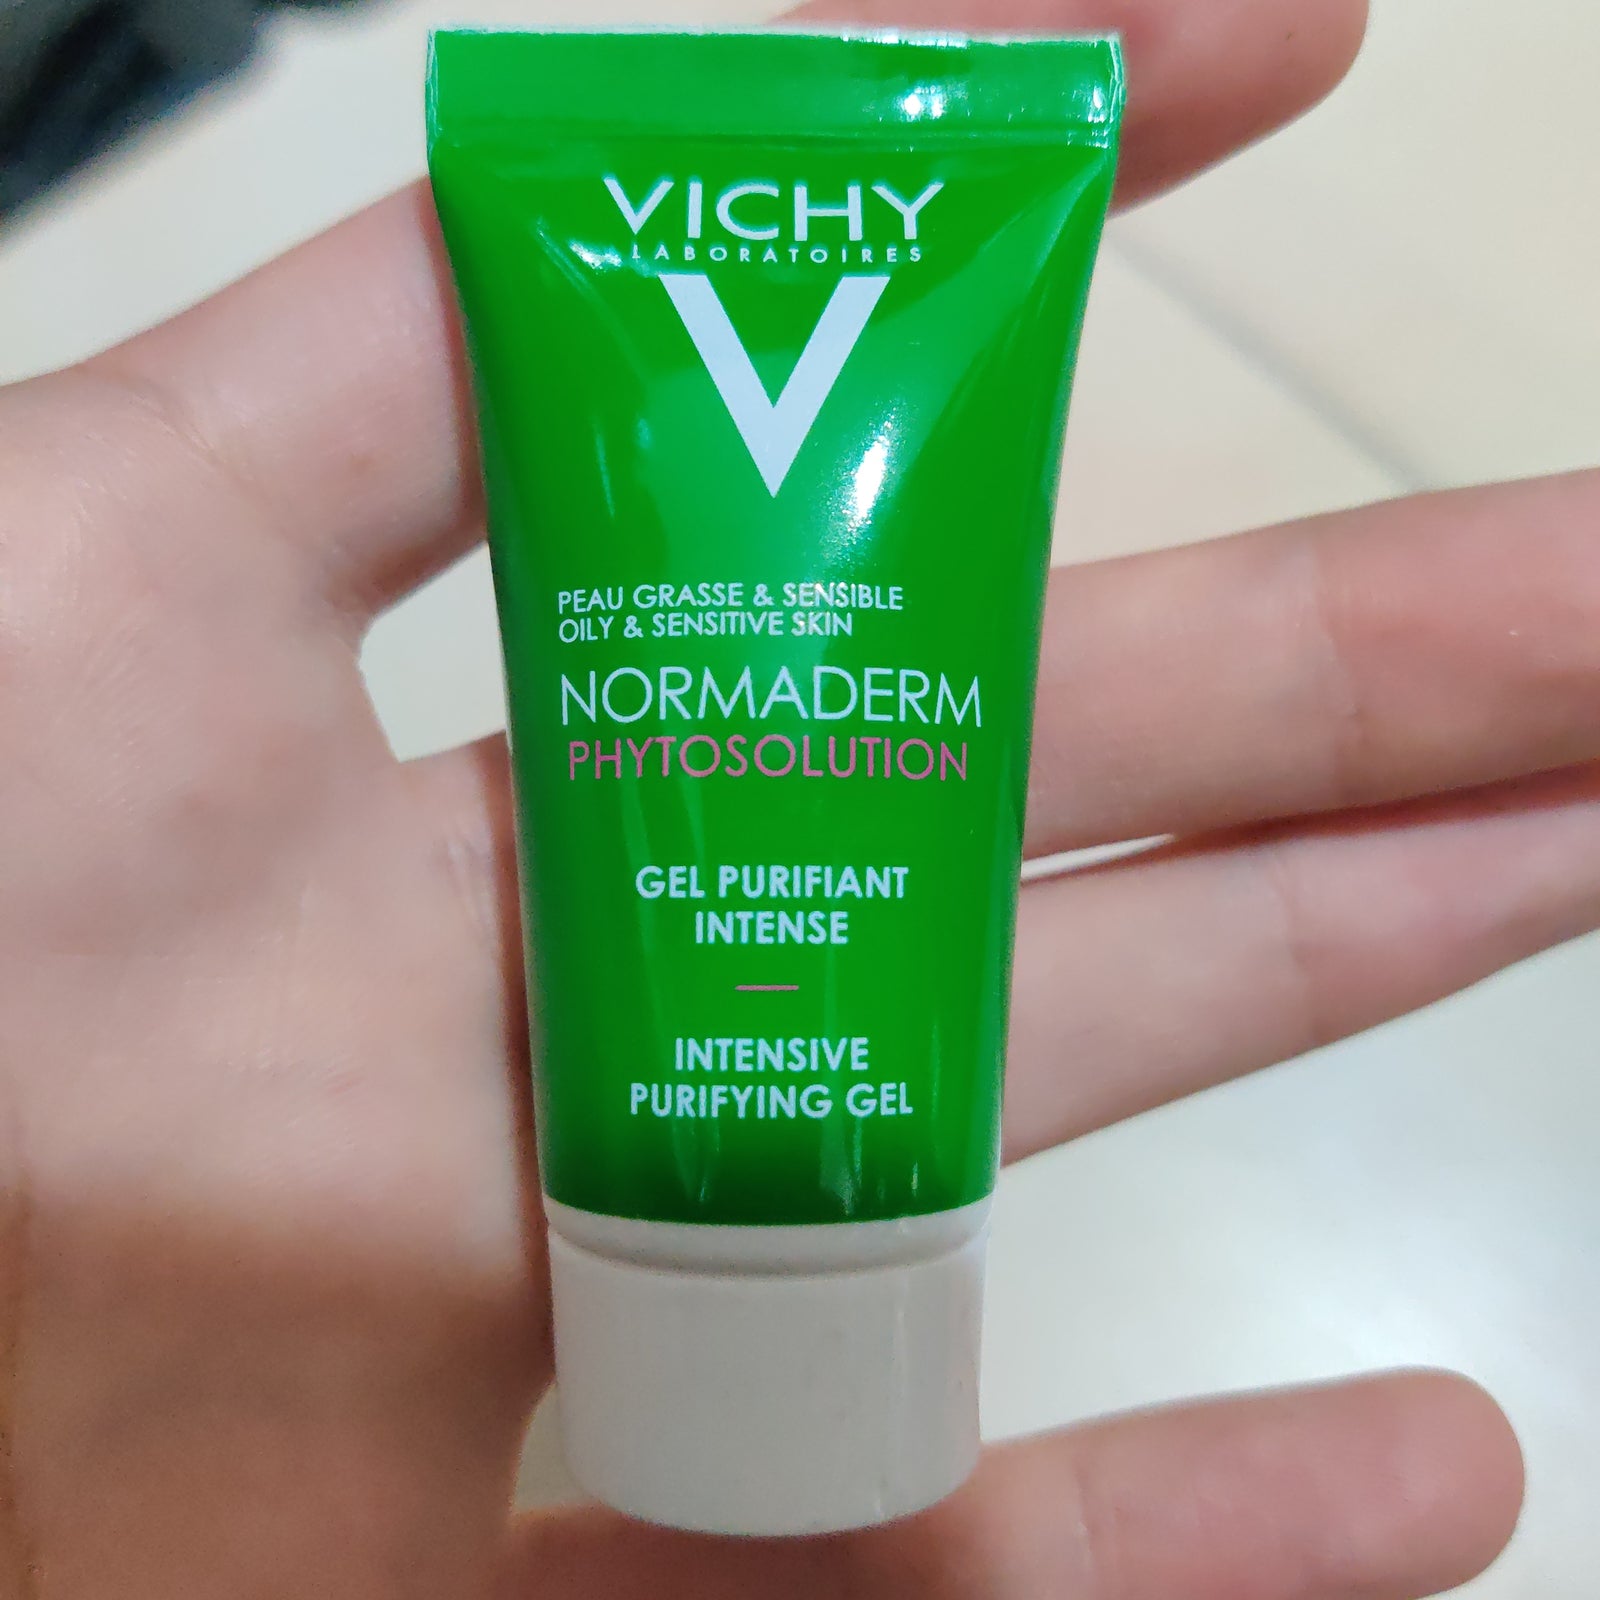 VICHY
LABORATOIRES
V
PEAU GRASSE & SENSIBLE
OILY & SENSITIVE SKIN
NORMADERM
PHYTOSOLUTION
GEL PURIFIANT
INTENSE
INTENSIVE
PURIFYING GEL